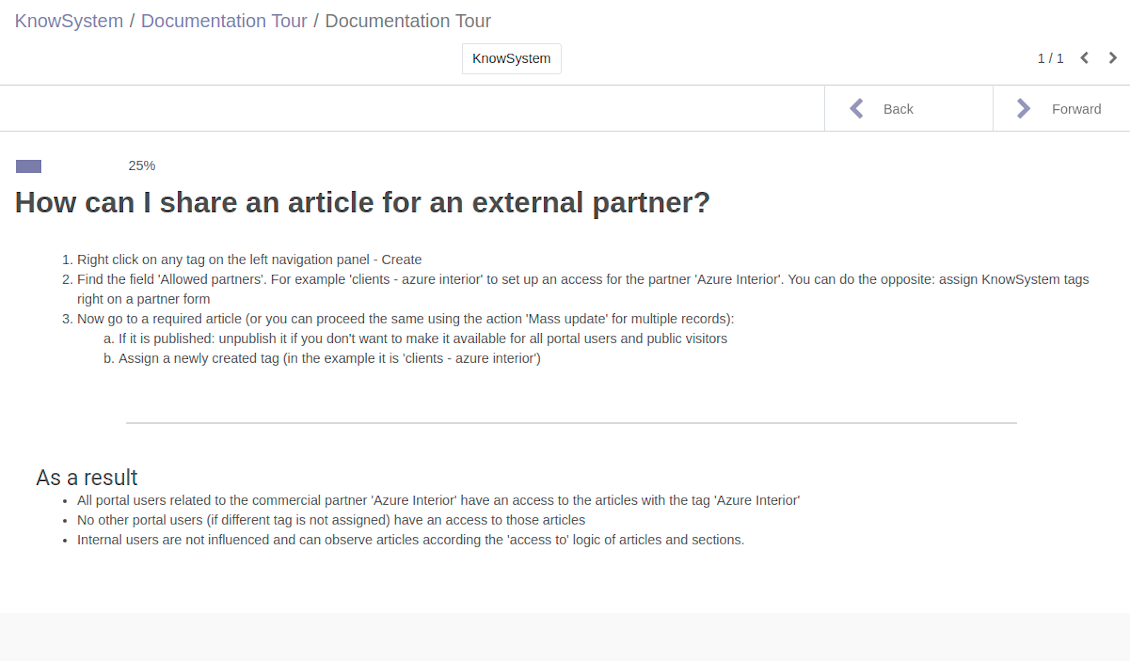 KnowSystem / Documentation Tour / Documentation Tour
KnowSystem
1 / 1
Back
Forward
25%
How can I share an article for an external partner?
1. Right click on any tag on the left navigation panel - Create
2. Find the field 'Allowed partners'. For example 'clients - azure interior' to set up an access for the partner 'Azure Interior'. You can do the opposite: assign KnowSystem tags
right on a partner form
3. Now go to a required article (or you can proceed the same using the action 'Mass update' for multiple records):
a. If it is published: unpublish it if you don't want to make it available for all portal users and public visitors
b. Assign a newly created tag (in the example it is 'clients - azure interior')
As a result
• All portal users related to the commercial partner 'Azure Interior' have an access to the articles with the tag 'Azure Interior'
• No other portal users (if different tag is not assigned) have an access to those articles
• Internal users are not influenced and can observe articles according the 'access to' logic of articles and sections.